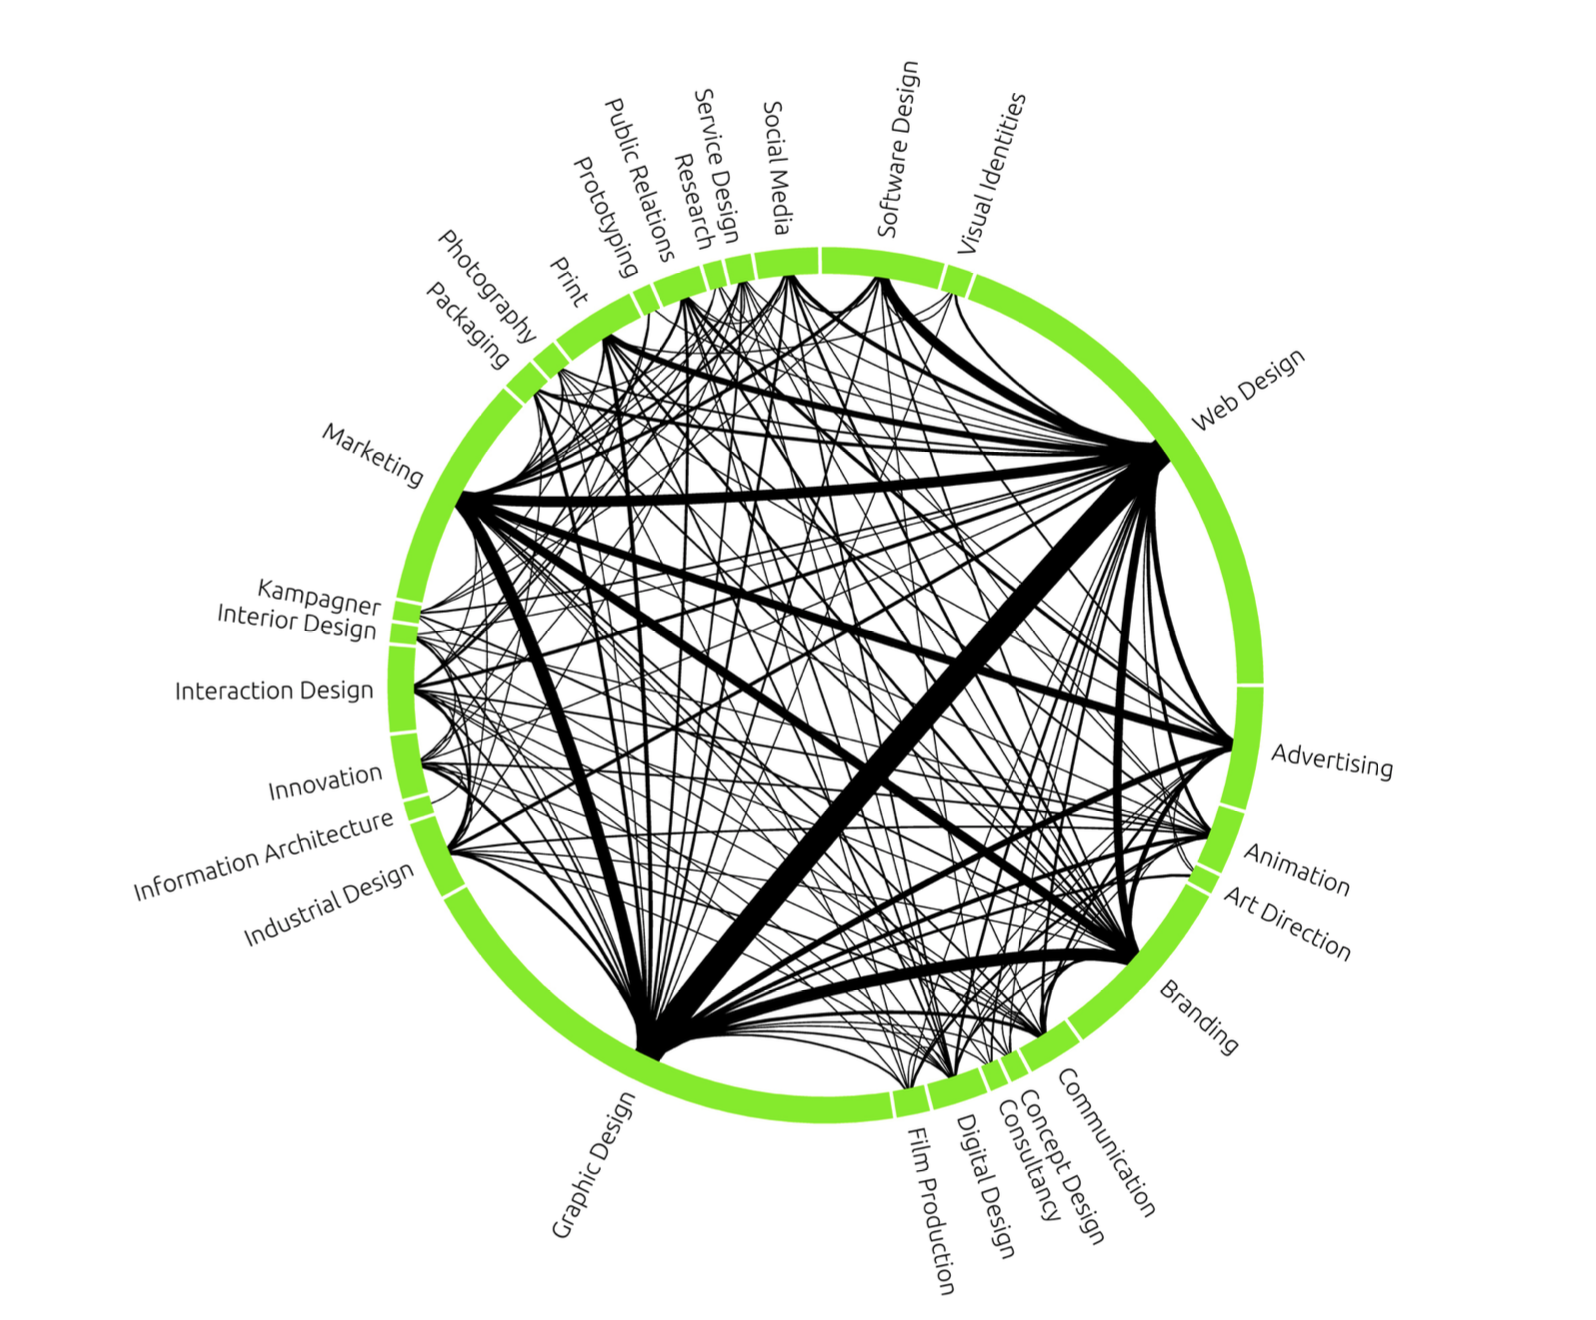 Software Design
Visual Identities
Web Design
Advertising
Animation
Art Direction
Branding
Communication
Concept Design
Consultancy
Digital Design
Film Production
Graphic Design
Industrial Design
Information Architecture
Innovation
Interaction Design
Interior Design
Kampagner
Marketing
Packaging
Photography
Print
Prototyping
Public Relations
Research
Service Design
Social Media